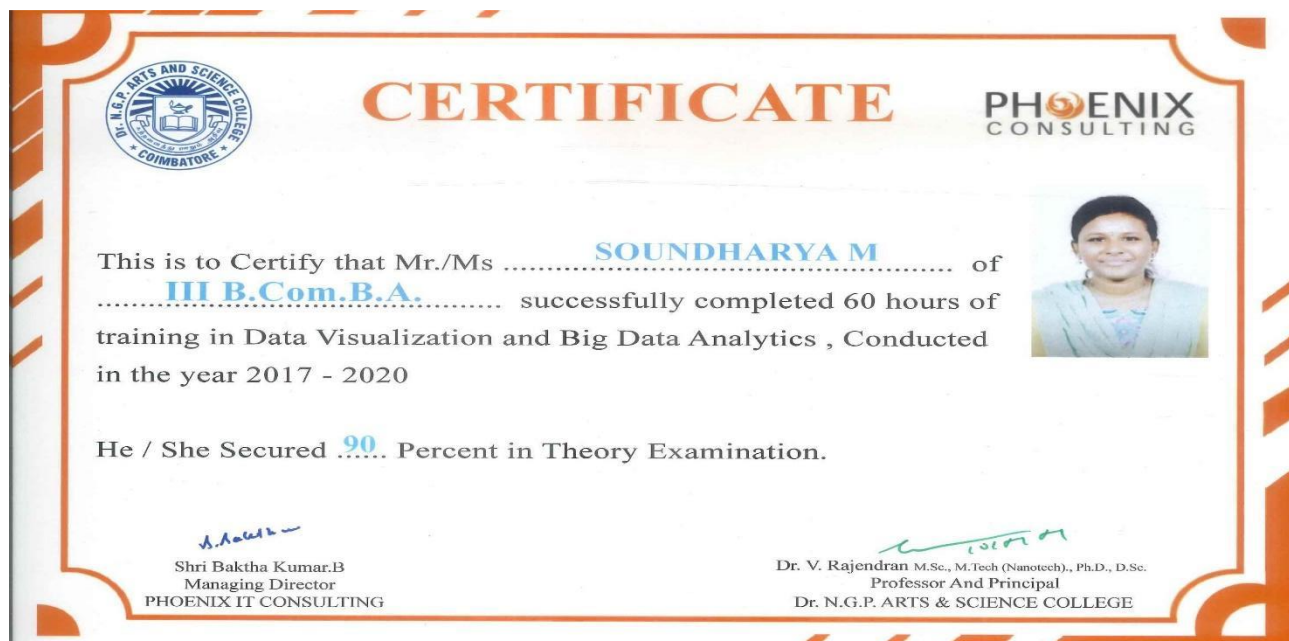 Dr. N.G.P. ARTS AND SCIENCE COLLEGE
* COIMBATORE *
CERTIFICATE
PHOENIX
CONSULTING
This is to Certify that Mr./Ms .......... SOUNDHARYA M .......... of
.......... III B.Com.B.A. .......... successfully completed 60 hours of
training in Data Visualization and Big Data Analytics , Conducted
in the year 2017 - 2020
He / She Secured ..90.. Percent in Theory Examination.
Shri Baktha Kumar.B
Managing Director
PHOENIX IT CONSULTING
Dr. V. Rajendran M.Sc., M.Tech (Nanotech)., Ph.D., D.Sc.
Professor And Principal
Dr. N.G.P. ARTS & SCIENCE COLLEGE